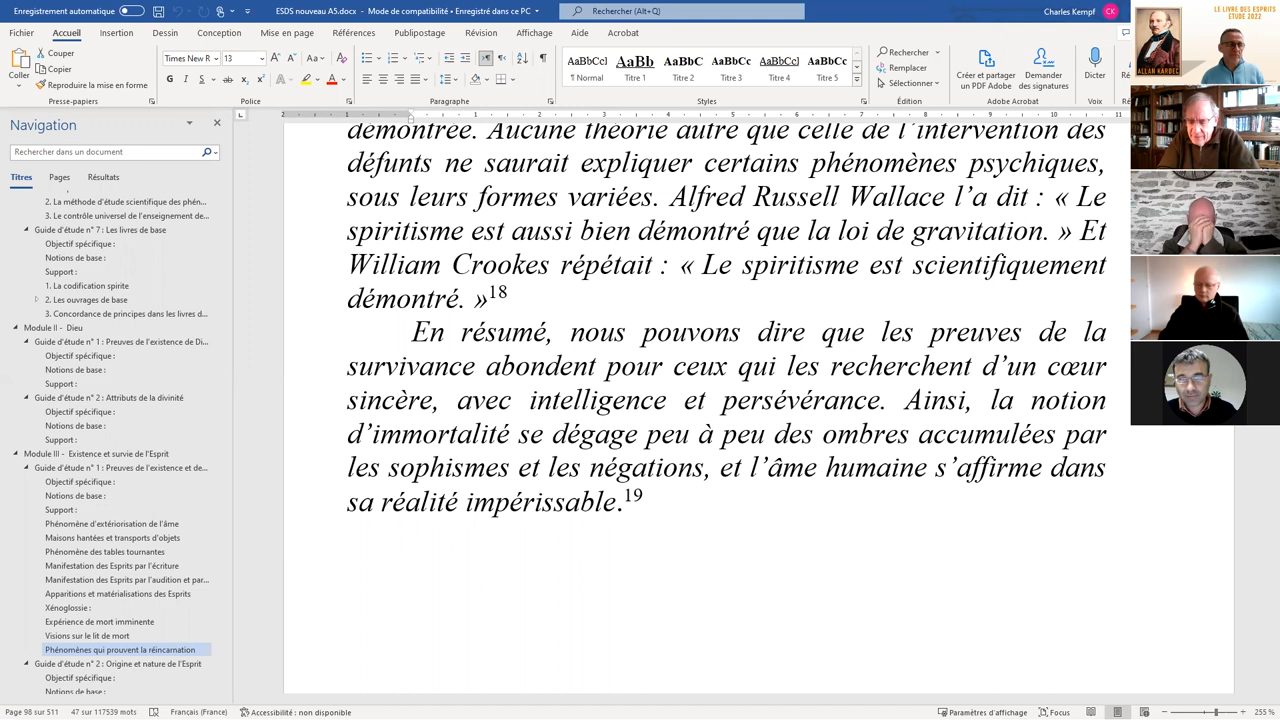 Enregistrement automatique
ESDS nouveau A5.docx - Mode de compatibilité • Enregistré dans ce PC
Rechercher (Alt+Q)
Charles Kempf
CK
LE LIVRE DES ESPRITS
ETUDE 2022
ALLAN KARDEC
Fichier Accueil Insertion Dessin Conception Mise en page Références Publipostage Révision Affichage Aide Acrobat
Coller
Couper
Copier
Reproduire la mise en forme
Presse-papiers
Times New R 13
Police
Paragraphe
AaBbCcI AaBb AaBbC AaBbCc AaBbCcI AaBbCc
¶ Normal Titre 1 Titre 2 Titre 3 Titre 4 Titre 5
Styles
Rechercher
Remplacer
Sélectionner
Édition
Créer et partager
un PDF Adobe
Demander
des signatures
Adobe Acrobat
Dicter
Voix
Navigation
Rechercher dans un document
Titres Pages Résultats
2. La méthode d'étude scientifique des phén...
3. Le contrôle universel de l'enseignement de...
Guide d'étude n° 7 : Les livres de base
Objectif spécifique :
Notions de base :
Support :
1. La codification spirite
2. Les ouvrages de base
3. Concordance de principes dans les livres d...
Module II - Dieu
Guide d'étude n° 1 : Preuves de l'existence de Di...
Objectif spécifique :
Notions de base :
Support :
Guide d'étude n° 2 : Attributs de la divinité
Objectif spécifique :
Notions de base :
Support :
Module III - Existence et survie de l'Esprit
Guide d'étude n° 1 : Preuves de l'existence et de...
Objectif spécifique :
Notions de base :
Support :
Phénomène d'extériorisation de l'âme
Maisons hantées et transports d'objets
Phénomène des tables tournantes
Manifestation des Esprits par l'écriture
Manifestation des Esprits par l'audition et par...
Apparitions et matérialisations des Esprits
Xénoglossie :
Expérience de mort imminente
Visions sur le lit de mort
Phénomènes qui prouvent la réincarnation
Guide d'étude n° 2 : Origine et nature de l'Esprit
Objectif spécifique :
Notions de base :
démontrée. Aucune théorie autre que celle de l'intervention des
défunts ne saurait expliquer certains phénomènes psychiques,
sous leurs formes variées. Alfred Russell Wallace l'a dit : « Le
spiritisme est aussi bien démontré que la loi de gravitation. » Et
William Crookes répétait : « Le spiritisme est scientifiquement
démontré. »18
En résumé, nous pouvons dire que les preuves de la
survivance abondent pour ceux qui les recherchent d'un cœur
sincère, avec intelligence et persévérance. Ainsi, la notion
d'immortalité se dégage peu à peu des ombres accumulées par
les sophismes et les négations, et l'âme humaine s'affirme dans
sa réalité impérissable.19
Page 98 sur 511 47 sur 117539 mots Français (France) Accessibilité : non disponible
Paramètres d'affichage Focus 255 %